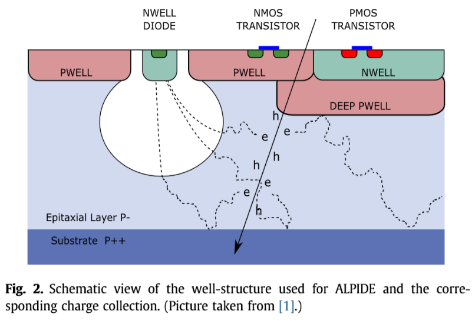 NWELL
DIODE
NMOS
TRANSISTOR
PMOS
TRANSISTOR
PWELL
PWELL
NWELL
DEEP PWELL
h
e
e
h
h
e
e
h
Epitaxial Layer P-
Substrate P++
Fig. 2. Schematic view of the well-structure used for ALPIDE and the corre-
sponding charge collection. (Picture taken from [1].)